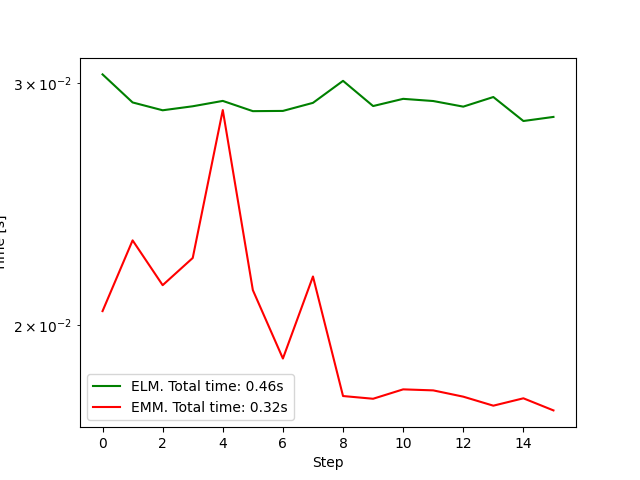 3 × 10⁻²
2 × 10⁻²
[s]
ELM. Total time: 0.46s
EMM. Total time: 0.32s
0 2 4 6 8 10 12 14
Step